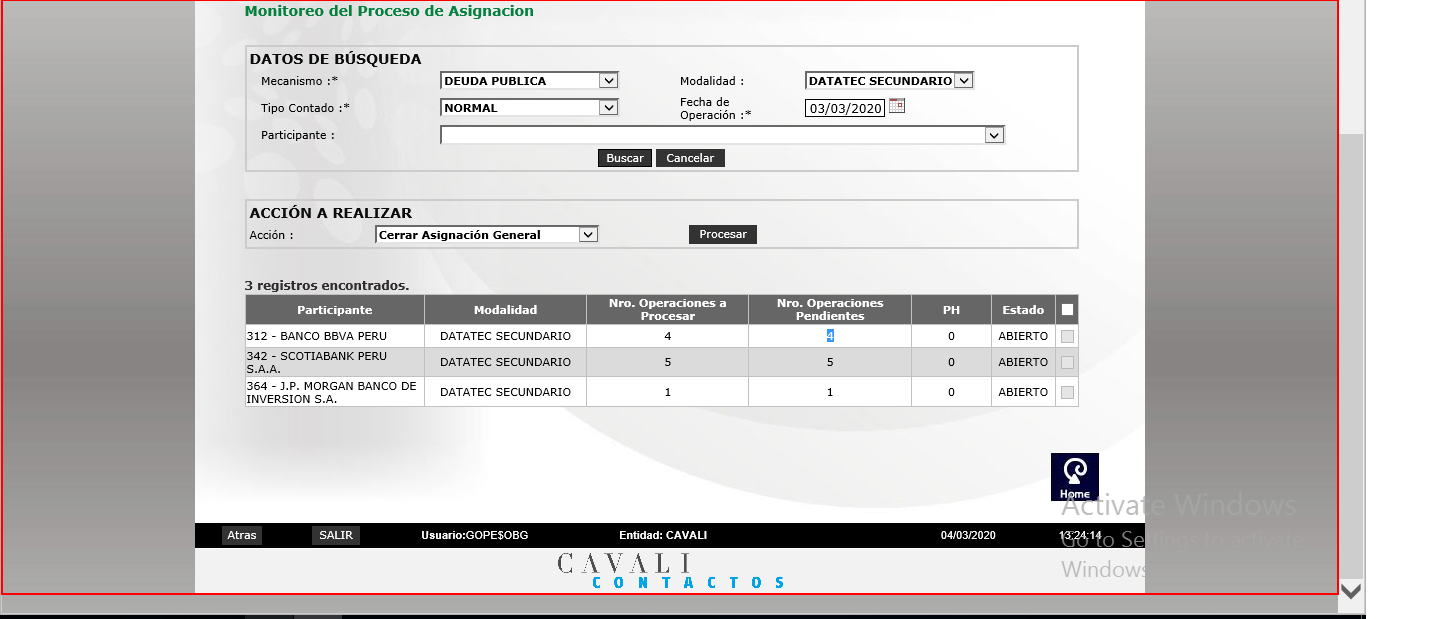 Monitoreo del Proceso de Asignacion
DATOS DE BÚSQUEDA
Mecanismo :* DEUDA PUBLICA Modalidad : DATATEC SECUNDARIO
Tipo Contado :* NORMAL Fecha de Operación :* 03/03/2020
Participante :
Buscar Cancelar
ACCIÓN A REALIZAR
Acción : Cerrar Asignación General Procesar
3 registros encontrados.
Participante Modalidad Nro. Operaciones a Procesar Nro. Operaciones Pendientes PH Estado
312 - BANCO BBVA PERU DATATEC SECUNDARIO 4 4 0 ABIERTO
342 - SCOTIABANK PERU S.A.A. DATATEC SECUNDARIO 5 5 0 ABIERTO
364 - J.P. MORGAN BANCO DE INVERSION S.A. DATATEC SECUNDARIO 1 1 0 ABIERTO
Home
Activate Windows
Go to Settings to activate
Windows
Atras SALIR Usuario:GOPE$OBG Entidad: CAVALI 04/03/2020 13:24:14
CAVALI
CONTACTOS